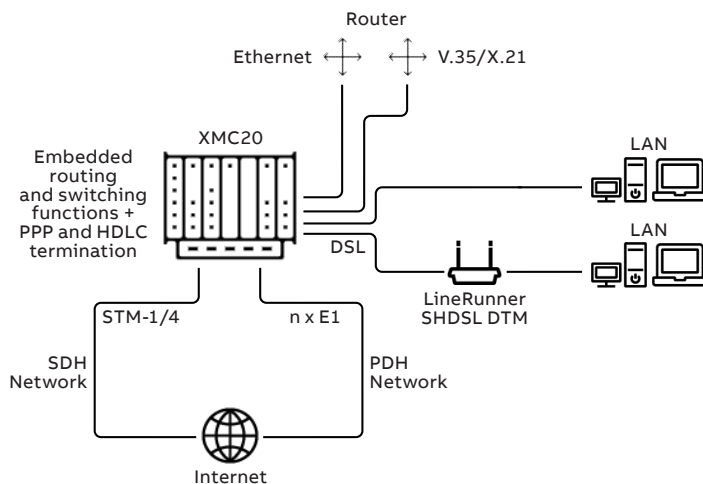 Router
Ethernet
V.35/X.21
XMC20
Embedded
routing
and switching
functions +
PPP and HDLC
termination
LAN
LAN
DSL
LineRunner
SHDSL DTM
STM-1/4
n x E1
SDH
Network
PDH
Network
Internet